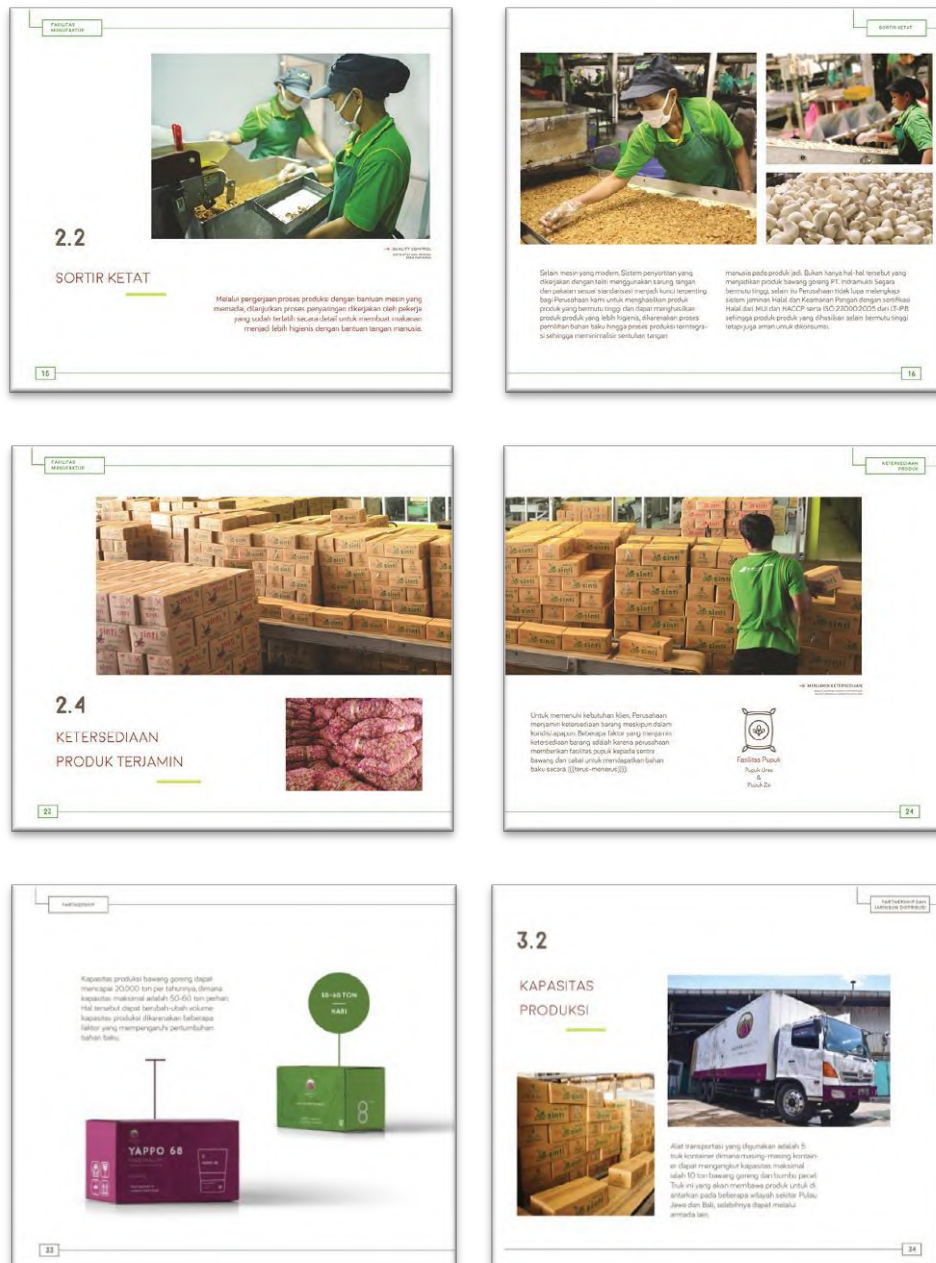 FASILITAS
MANUFAKTUR
2.2
SORTIR KETAT
QUALITY CONTROL
Melalui pengerjaan proses produksi dengan bantuan mesin yang
memadai, dilanjutkan proses penyaringan dikerjakan oleh pekerja
yang sudah terlatih secara detail untuk membuat makanan
menjadi lebih higienis dengan bantuan tangan manusia.
15
SORTIR KETAT
Selain mesin yang modern, Sistem penyortiran yang
dikerjakan dengan teliti menggunakan sarung tangan
dan pakaian sesuai standarisasi menjadi kunci terpenting
bagi Perusahaan kami untuk menghasilkan produk
produk yang bermutu tinggi dan dapat menghasilkan
produk-produk yang lebih higienis, dikarenakan proses
pemilihan bahan baku hingga proses produksi terintegra-
si sehingga meminimalisir sentuhan tangan
manusia pada produk jadi. Bukan hanya hal-hal tersebut yang
menjadikan produk bawang goreng PT. Indramukti Segara
bermutu tinggi, selain itu Perusahaan tidak lupa melengkapi
sistem jaminan Halal dan Keamanan Pangan dengan sertifikasi
Halal dari MUI dan HACCP serta ISO 22000:2005 dari LT-IPB
sehingga produk-produk yang dihasilkan selain bermutu tinggi
tetapi juga aman untuk dikonsumsi.
16
FASILITAS
MANUFAKTUR
sinti
2.4
KETERSEDIAAN
PRODUK TERJAMIN
23
KETERSEDIAAN
PRODUK
sinti
MENJAMIN KETERSEDIAAN
Untuk memenuhi kebutuhan klien, Perusahaan
menjamin ketersediaan barang meskipun dalam
kondisi apapun. Beberapa faktor yang menjamin
ketersediaan barang adalah karena perusahaan
memberikan fasilitas pupuk kepada sentra
bawang dan cabai untuk mendapatkan bahan
baku secara terus-menerus
Fasilitas Pupuk
Pupuk Urea
&
Pupuk Za
24
PARTNERSHIP
Kapasitas produksi bawang goreng dapat
mencapai 20.000 ton per tahunnya, dimana
kapasitas maksimal adalah 50-60 ton perhari.
Hal tersebut dapat berubah-ubah volume
kapasitas produksi dikarenakan beberapa
faktor yang mempengaruhi pertumbuhan
bahan baku.
50-60 TON
HARI
8
YAPPO 68
33
PARTNERSHIP DAN
JARINGAN DISTRIBUSI
3.2
KAPASITAS
PRODUKSI
sinti
Alat transportasi yang digunakan adalah 5
truk kontainer dimana masing-masing kontain-
er dapat mengangkut kapasitas maksimal
ialah 10 ton bawang goreng dan bumbu pecel.
Truk ini yang akan membawa produk untuk di
antarkan pada beberapa wilayah sekitar Pulau
Jawa dan Bali, selebihnya dapat melalui
armada lain.
34